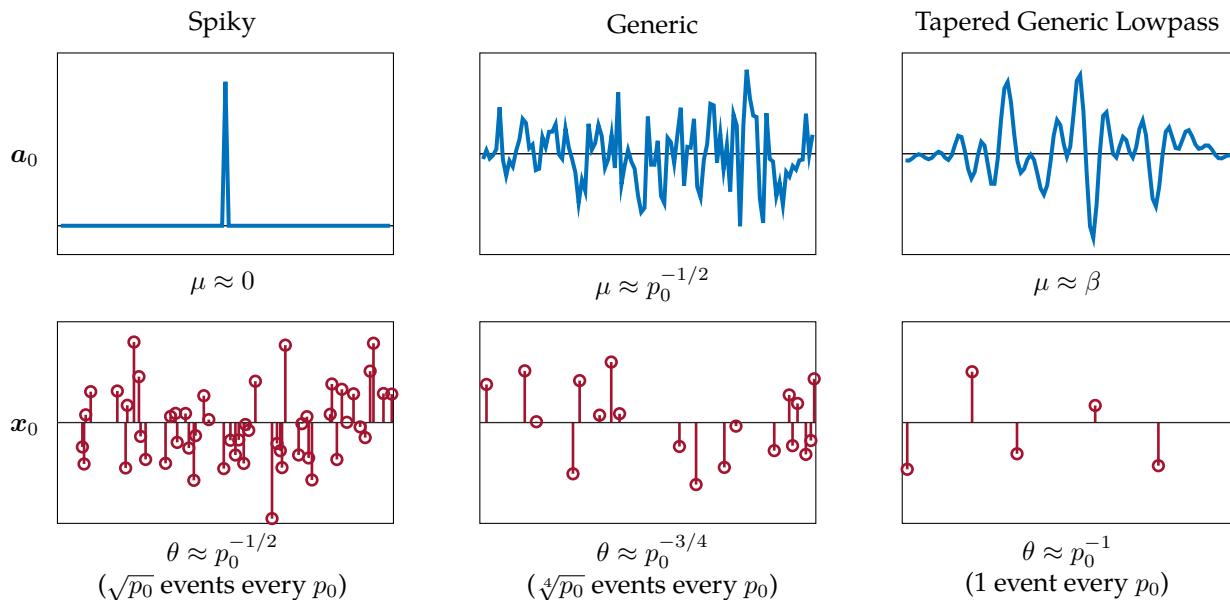 Spiky Generic Tapered Generic Lowpass
a₀
μ ≈ 0 μ ≈ p₀^{-1/2} μ ≈ β
x₀
θ ≈ p₀^{-1/2} θ ≈ p₀^{-3/4} θ ≈ p₀^{-1}
(√p₀ events every p₀) (∜p₀ events every p₀) (1 event every p₀)